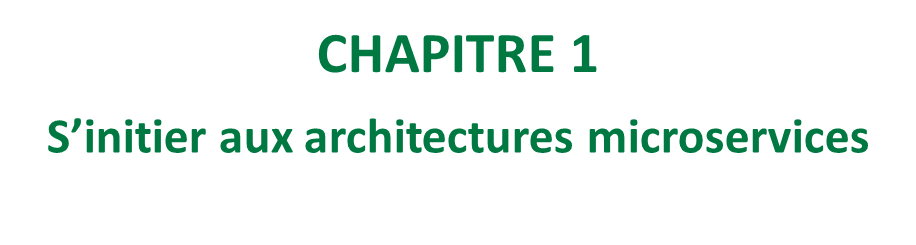 CHAPITRE 1
S’initier aux architectures microservices